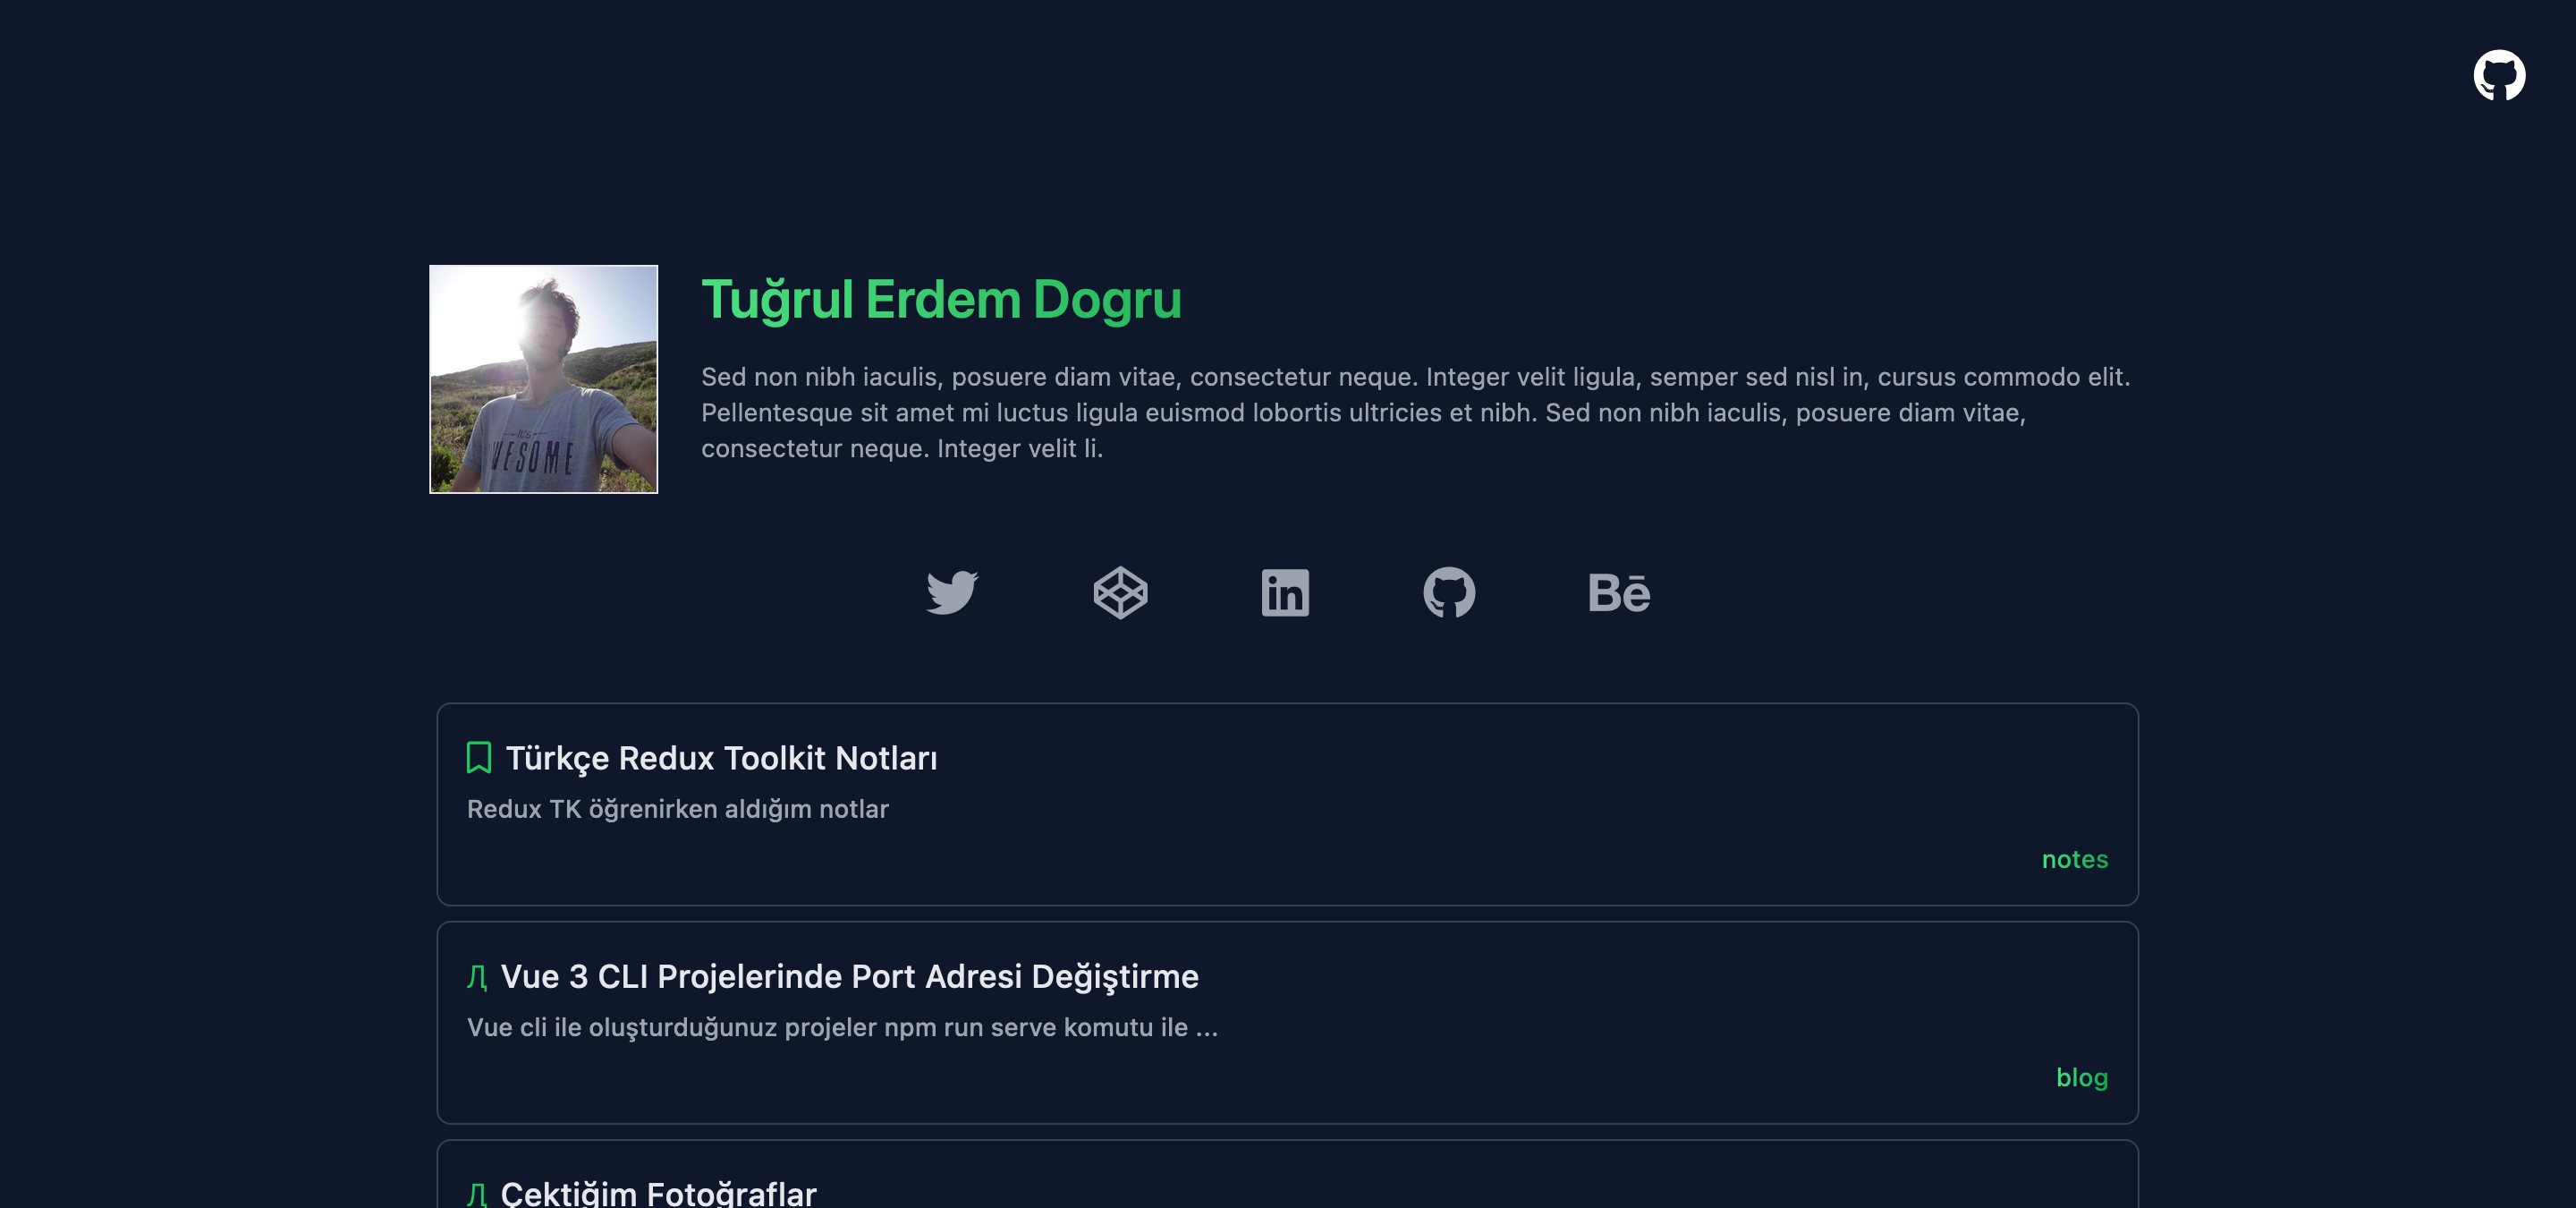 Tuğrul Erdem Dogru
Sed non nibh iaculis, posuere diam vitae, consectetur neque. Integer velit ligula, semper sed nisl in, cursus commodo elit.
Pellentesque sit amet mi luctus ligula euismod lobortis ultricies et nibh. Sed non nibh iaculis, posuere diam vitae,
consectetur neque. Integer velit li.
It's
WESOME
in
Bē
Türkçe Redux Toolkit Notları
Redux TK öğrenirken aldığım notlar
notes
Л Vue 3 CLI Projelerinde Port Adresi Değiştirme
Vue cli ile oluşturduğunuz projeler npm run serve komutu ile ...
blog
Л Çektiğim Fotoğraflar